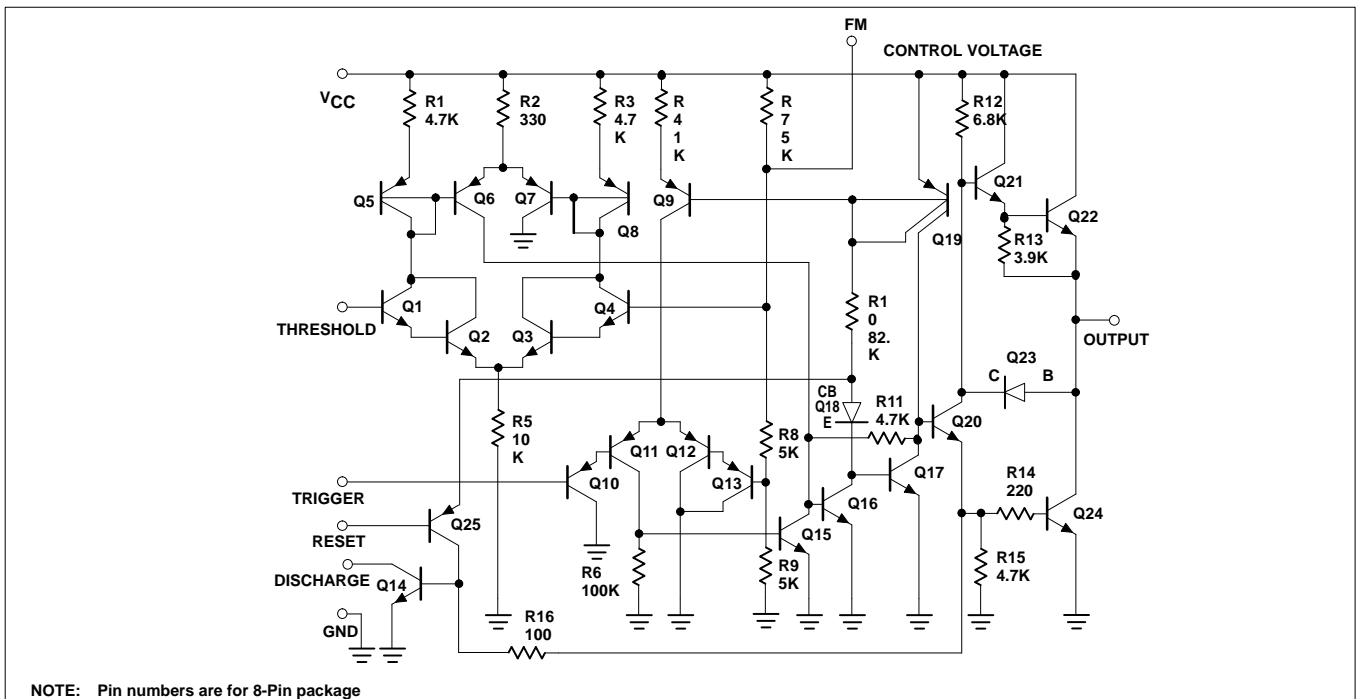 FM
CONTROL VOLTAGE
VCC
R1
4.7K
R2
330
R3
4.7
K
R
4
1
K
R
7
5
K
R12
6.8K
Q5
Q6
Q7
Q8
Q9
Q19
Q21
Q22
R13
3.9K
THRESHOLD
Q1
Q2
Q3
Q4
R1
0
82.
K
OUTPUT
Q23
C
B
CB
Q18
E
R11
4.7K
Q20
R5
10
K
Q11
Q12
R8
5K
Q10
Q13
TRIGGER
Q16
Q17
R14
220
Q24
RESET
Q25
Q15
DISCHARGE
Q14
R6
100K
R9
5K
R15
4.7K
GND
R16
100
NOTE: Pin numbers are for 8-Pin package